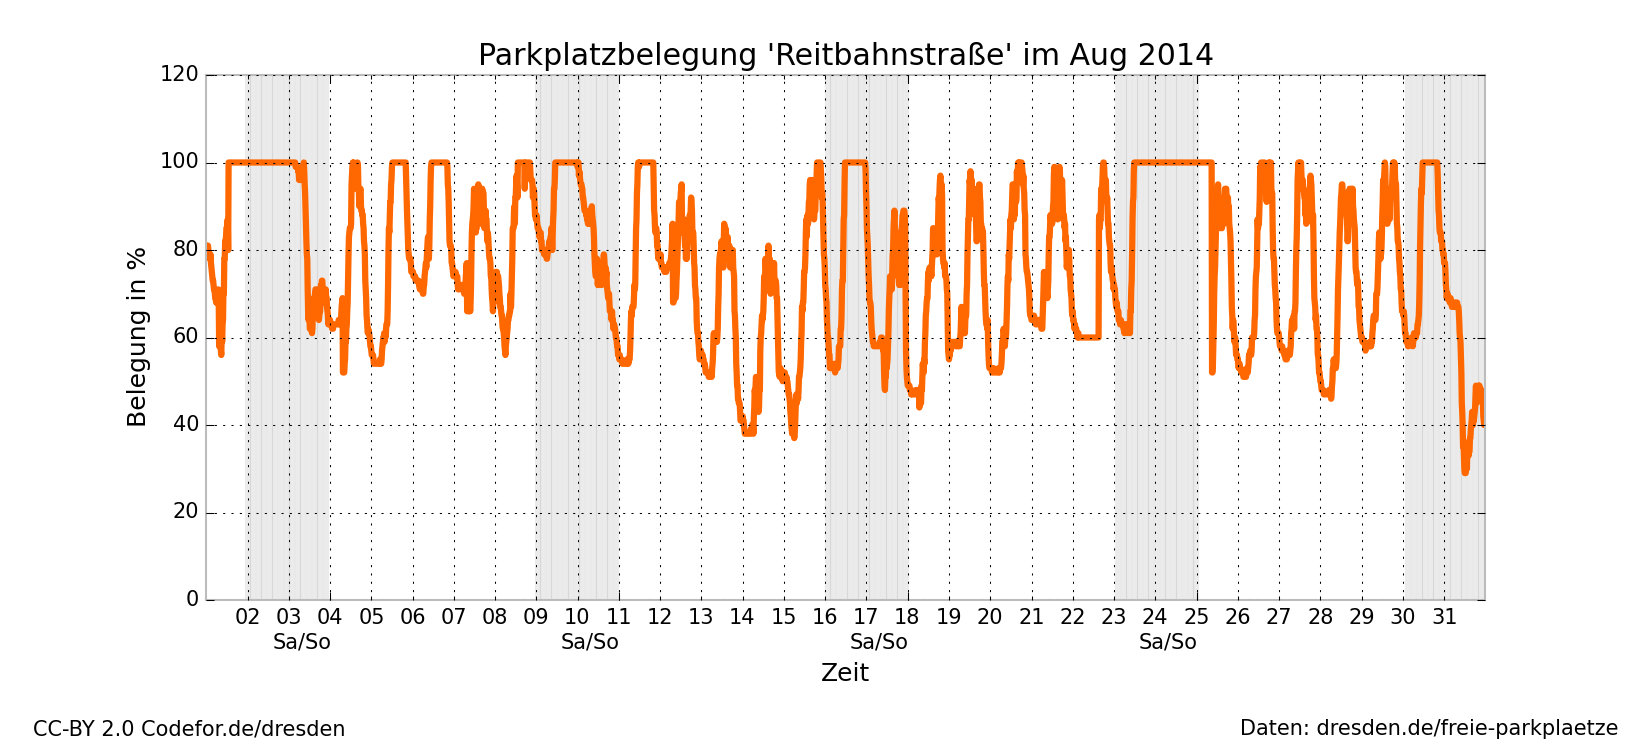 Parkplatzbelegung 'Reitbahnstraße' im Aug 2014
120
100
80
60
40
20
0
Belegung in %
02 03 04 05 06 07 08 09 10 11 12 13 14 15 16 17 18 19 20 21 22 23 24 25 26 27 28 29 30 31
Sa/So Sa/So Sa/So Sa/So
Zeit
CC-BY 2.0 Codefor.de/dresden
Daten: dresden.de/freie-parkplaetze